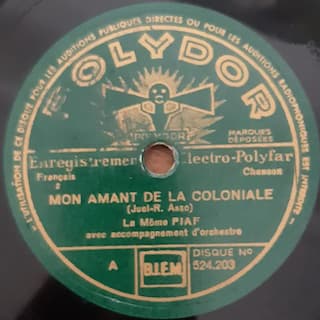 POLYDOR
POLYDOR
MARQUES
DÉPOSÉES
Enregistrement Electro-Polyfar
Français Chanson
2
MON AMANT DE LA COLONIALE
(Juel-R. Asso)
La Môme PIAF
avec accompagnement d'orchestre
A B.I.E.M. DISQUE No
524.203
L'UTILISATION DE CE DISQUE POUR LES AUDITIONS PUBLIQUES DIRECTES OU POUR LES AUDITIONS RADIOPHONIQUES EST INTERDITE